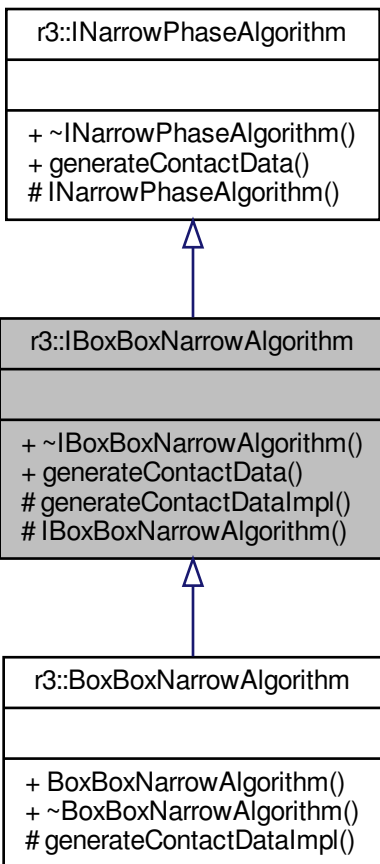 r3::INarrowPhaseAlgorithm
+ ~INarrowPhaseAlgorithm()
+ generateContactData()
# INarrowPhaseAlgorithm()
r3::IBoxBoxNarrowAlgorithm
+ ~IBoxBoxNarrowAlgorithm()
+ generateContactData()
# generateContactDataImpl()
# IBoxBoxNarrowAlgorithm()
r3::BoxBoxNarrowAlgorithm
+ BoxBoxNarrowAlgorithm()
+ ~BoxBoxNarrowAlgorithm()
# generateContactDataImpl()